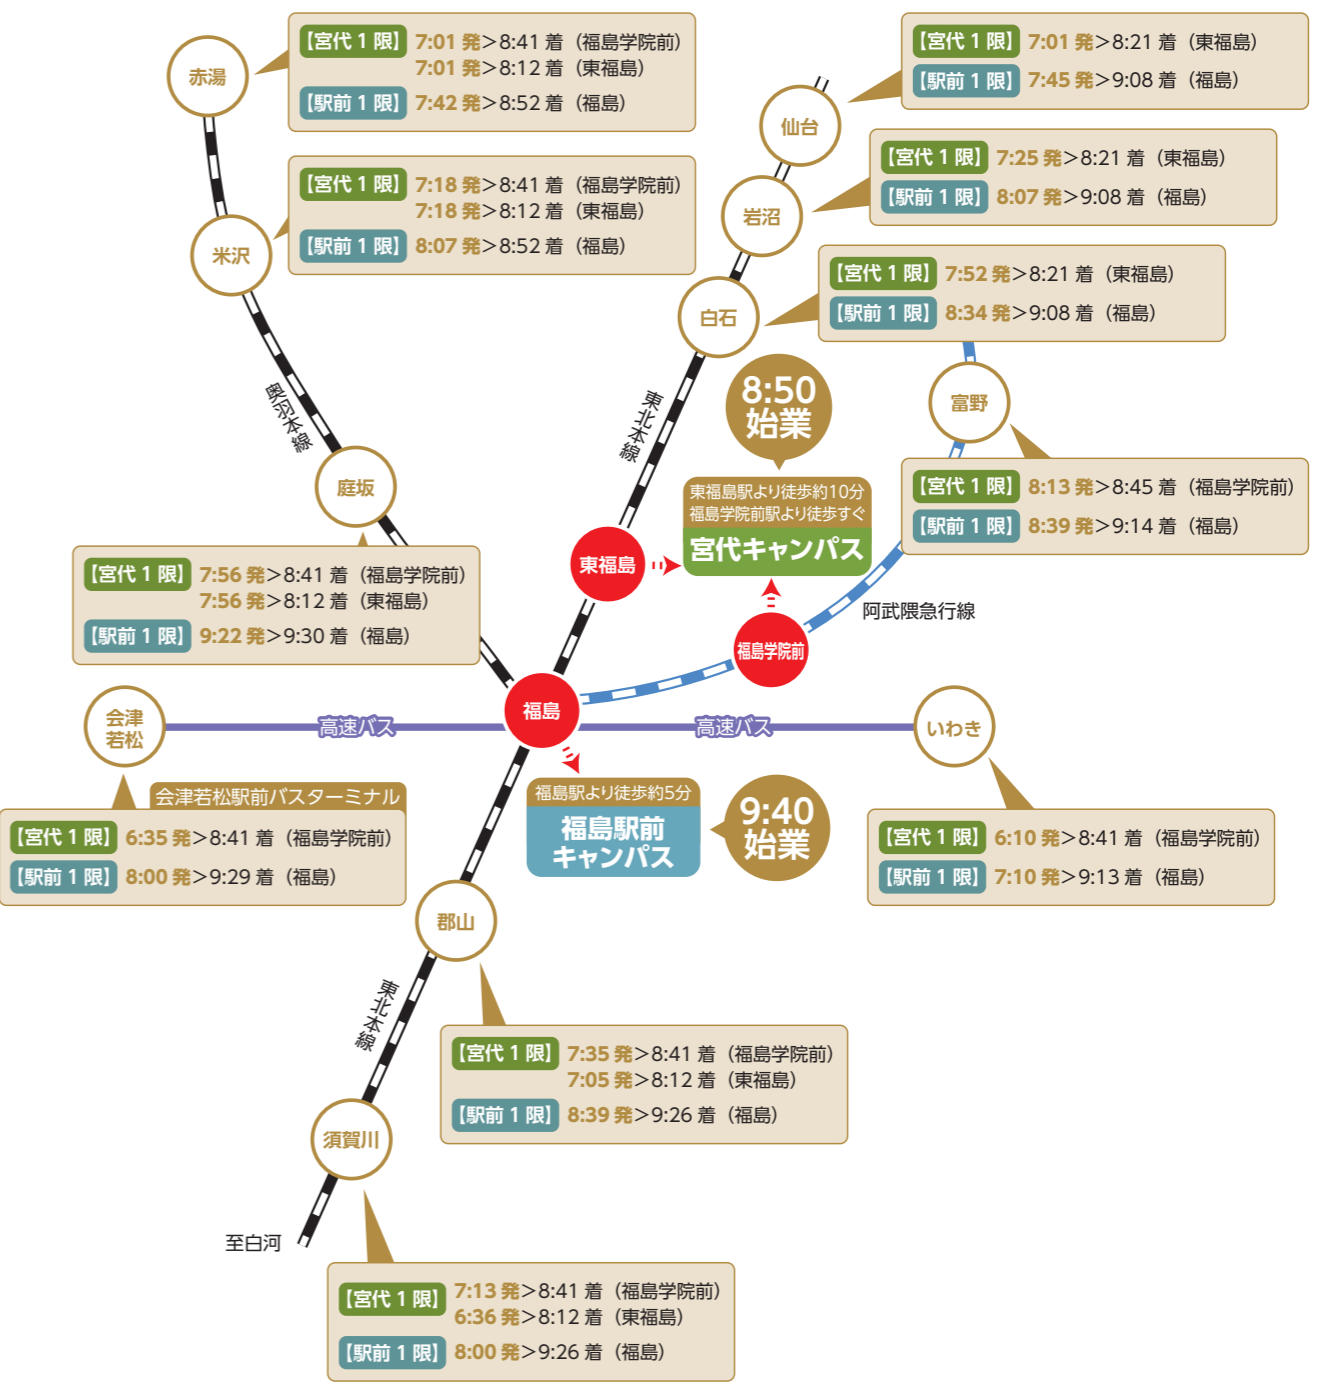 赤湯
【宮代 1 限】 7:01 発>8:41 着（福島学院前）
7:01 発>8:12 着（東福島）
【駅前 1 限】 7:42 発>8:52 着（福島）
仙台
【宮代 1 限】 7:01 発>8:21 着（東福島）
【駅前 1 限】 7:45 発>9:08 着（福島）
岩沼
【宮代 1 限】 7:25 発>8:21 着（東福島）
【駅前 1 限】 8:07 発>9:08 着（福島）
米沢
【宮代 1 限】 7:18 発>8:41 着（福島学院前）
7:18 発>8:12 着（東福島）
【駅前 1 限】 8:07 発>8:52 着（福島）
白石
【宮代 1 限】 7:52 発>8:21 着（東福島）
【駅前 1 限】 8:34 発>9:08 着（福島）
奥羽本線
東北本線
8:50
始業
富野
【宮代 1 限】 8:13 発>8:45 着（福島学院前）
【駅前 1 限】 8:39 発>9:14 着（福島）
庭坂
【宮代 1 限】 7:56 発>8:41 着（福島学院前）
7:56 発>8:12 着（東福島）
【駅前 1 限】 9:22 発>9:30 着（福島）
東福島駅より徒歩約10分
福島学院前駅より徒歩すぐ
宮代キャンパス
東福島
阿武隈急行線
福島学院前
福島
会津
若松
高速バス
高速バス
いわき
会津若松駅前バスターミナル
【宮代 1 限】 6:35 発>8:41 着（福島学院前）
【駅前 1 限】 8:00 発>9:29 着（福島）
福島駅より徒歩約5分
福島駅前
キャンパス
9:40
始業
【宮代 1 限】 6:10 発>8:41 着（福島学院前）
【駅前 1 限】 7:10 発>9:13 着（福島）
郡山
東北本線
【宮代 1 限】 7:35 発>8:41 着（福島学院前）
7:05 発>8:12 着（東福島）
【駅前 1 限】 8:39 発>9:26 着（福島）
須賀川
至白河
【宮代 1 限】 7:13 発>8:41 着（福島学院前）
6:36 発>8:12 着（東福島）
【駅前 1 限】 8:00 発>9:26 着（福島）